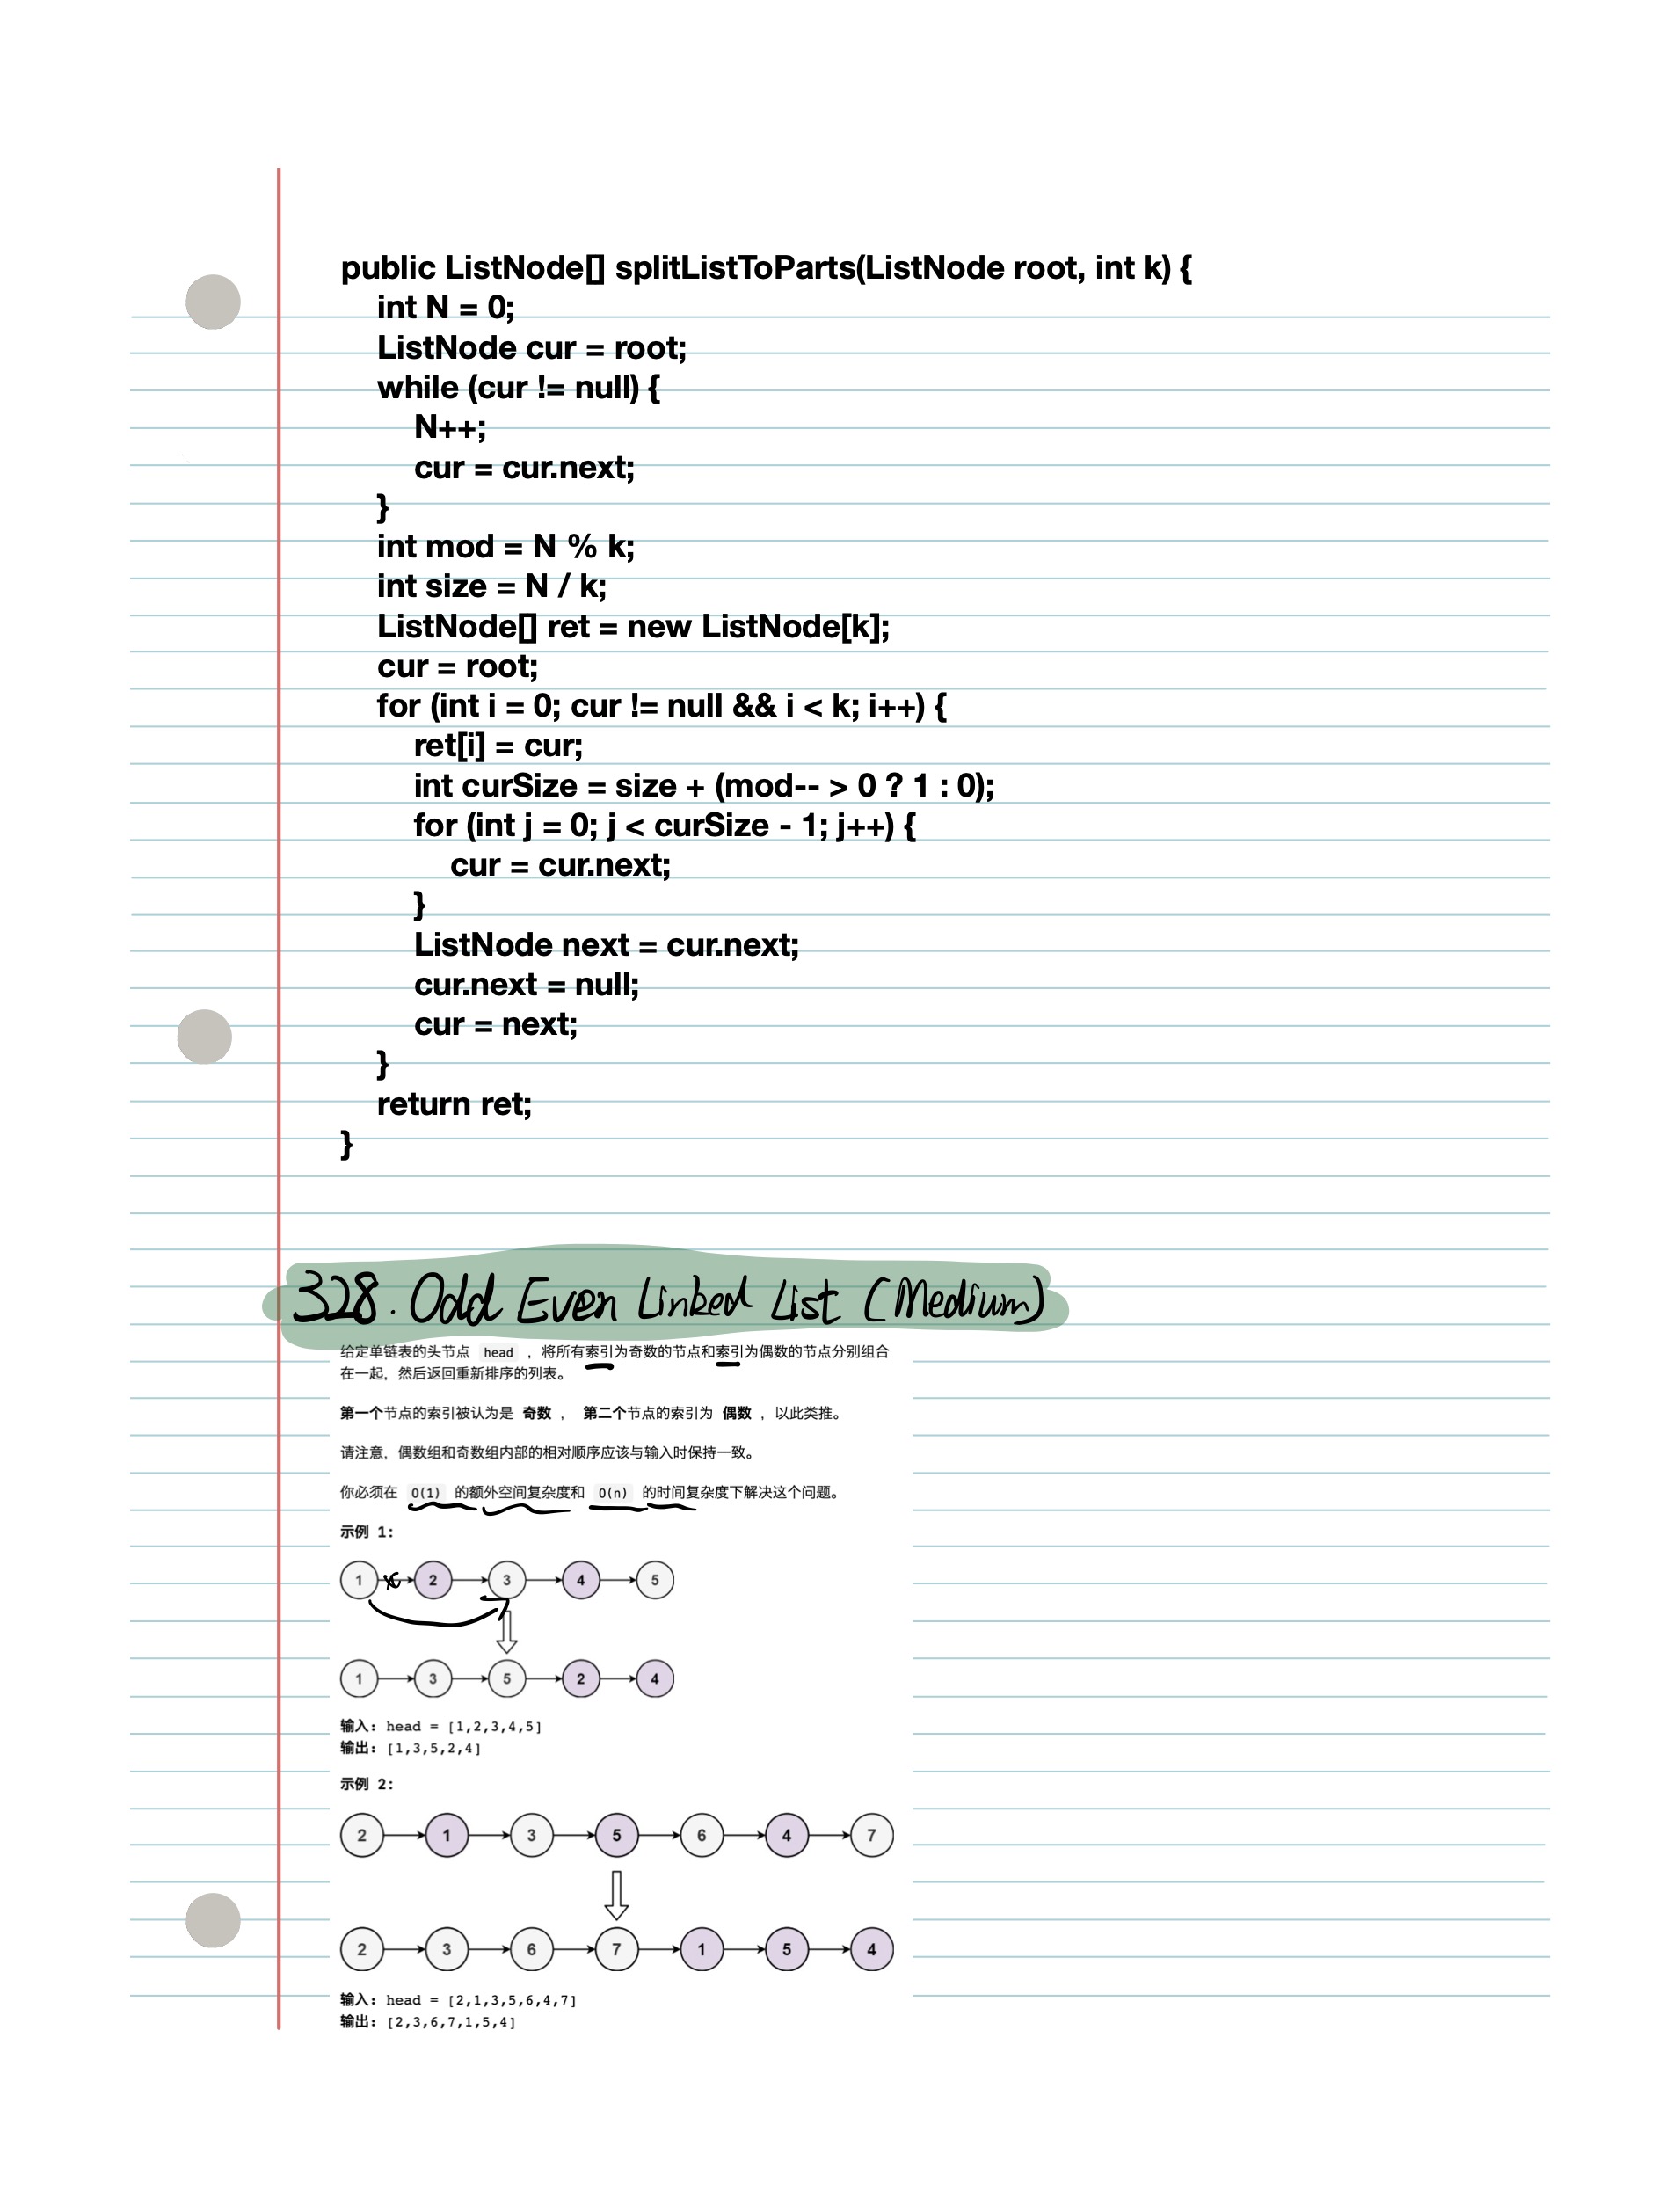 public ListNode[] splitListToParts(ListNode root, int k) {
int N = 0;
ListNode cur = root;
while (cur != null) {
N++;
cur = cur.next;
}
int mod = N % k;
int size = N / k;
ListNode[] ret = new ListNode[k];
cur = root;
for (int i = 0; cur != null && i < k; i++) {
ret[i] = cur;
int curSize = size + (mod-- > 0 ? 1 : 0);
for (int j = 0; j < curSize - 1; j++) {
cur = cur.next;
}
ListNode next = cur.next;
cur.next = null;
cur = next;
}
return ret;
}
328. Odd Even Linked List (Medium)
给定单链表的头节点 head ，将所有索引为奇数的节点和索引为偶数的节点分别组合
在一起，然后返回重新排序的列表。
第一个节点的索引被认为是 奇数 ， 第二个节点的索引为 偶数 ，以此类推。
请注意，偶数组和奇数组内部的相对顺序应该与输入时保持一致。
你必须在 O(1) 的额外空间复杂度和 O(n) 的时间复杂度下解决这个问题。
示例 1:
1 2 3 4 5
1 3 5 2 4
输入: head = [1,2,3,4,5]
输出: [1,3,5,2,4]
示例 2:
2 1 3 5 6 4 7
2 3 6 7 1 5 4
输入: head = [2,1,3,5,6,4,7]
输出: [2,3,6,7,1,5,4]